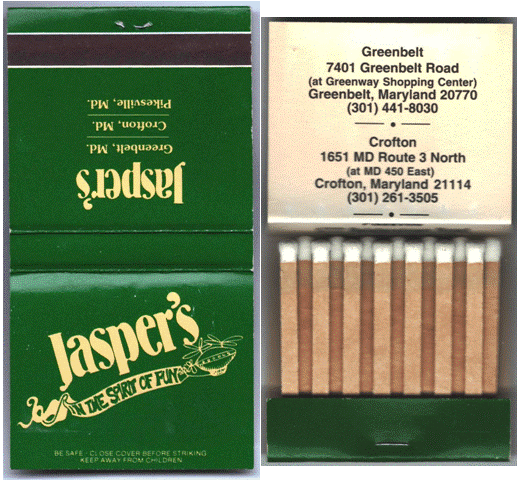 Jasper's
Greenbelt, Md.
Crofton, Md.
Pikesville, Md.
Jasper's
IN THE SPIRIT OF FUN
BE SAFE - CLOSE COVER BEFORE STRIKING
KEEP AWAY FROM CHILDREN
Greenbelt
7401 Greenbelt Road
(at Greenway Shopping Center)
Greenbelt, Maryland 20770
(301) 441-8030
Crofton
1651 MD Route 3 North
(at MD 450 East)
Crofton, Maryland 21114
(301) 261-3505